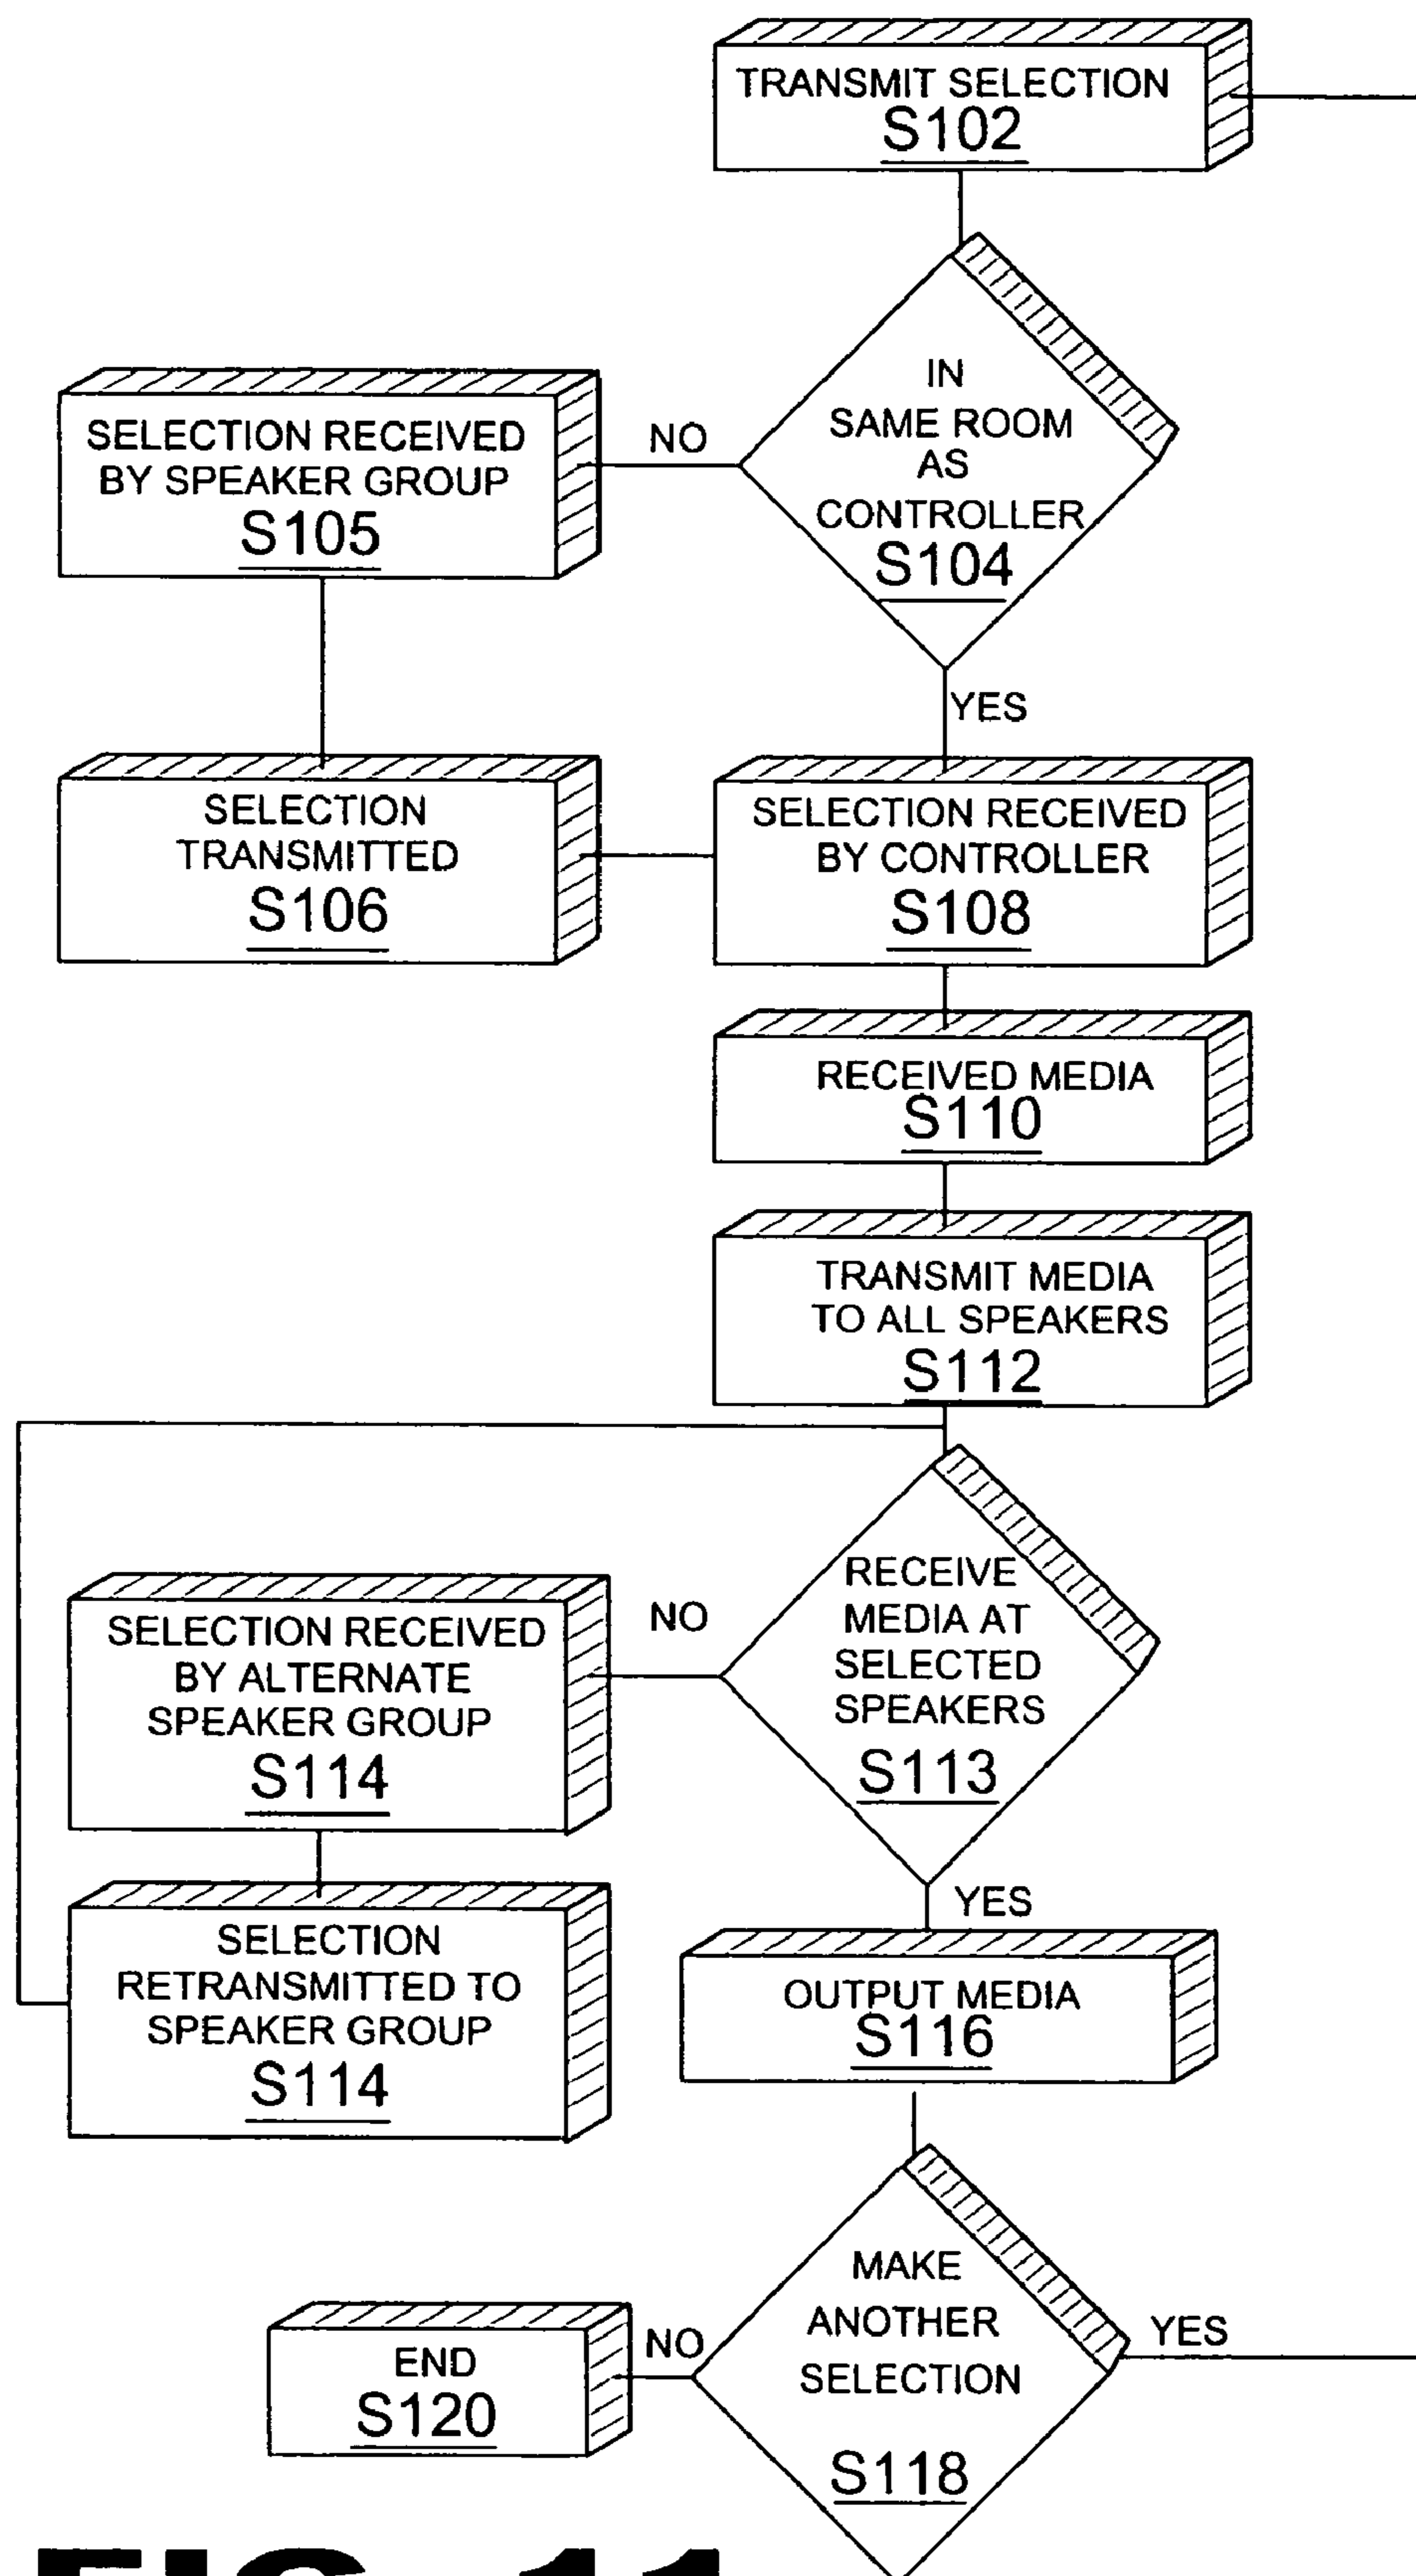 TRANSMIT SELECTION
S102
IN
SAME ROOM
AS
CONTROLLER
S104
NO
SELECTION RECEIVED
BY SPEAKER GROUP
S105
YES
SELECTION
TRANSMITTED
S106
SELECTION RECEIVED
BY CONTROLLER
S108
RECEIVED MEDIA
S110
TRANSMIT MEDIA
TO ALL SPEAKERS
S112
RECEIVE
MEDIA AT
SELECTED
SPEAKERS
S113
NO
SELECTION RECEIVED
BY ALTERNATE
SPEAKER GROUP
S114
SELECTION
RETRANSMITTED TO
SPEAKER GROUP
S114
YES
OUTPUT MEDIA
S116
MAKE
ANOTHER
SELECTION
S118
YES
NO
END
S120
FIG. 11